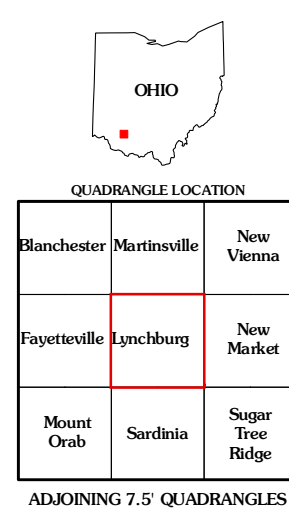 OHIO
QUADRANGLE LOCATION
Blanchester Martinsville New Vienna
Fayetteville Lynchburg New Market
Mount Orab Sardinia Sugar Tree Ridge
ADJOINING 7.5' QUADRANGLES